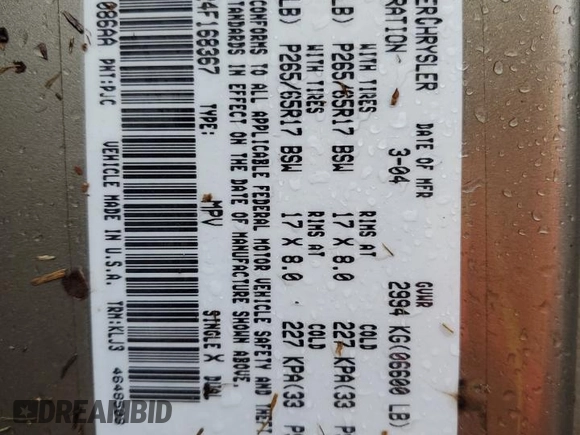 ERCHRYSLER DATE OF MFR GVWR
RATION- 3-04 2994 KG(06600 LB)
WITH TIRES RIMS AT COLD
LB) P265/65R17 BSW 17 X 8.0 227 KPA(33
WITH TIRES RIMS AT COLD
LB) P265/65R17 BSW 17 X 8.0 227 KPA(33
CONFORMS TO ALL APPLICABLE FEDERAL MOTOR VEHICLE SAFETY AND
STANDARDS IN EFFECT ON THE DATE OF MANUFACTURE SHOWN ABOVE.
4F168367 TYPE: MPV SINGLE X
086AA PNT:PJC VEHICLE MADE IN U.S.A. TRM:KLJ3
DREAMBID